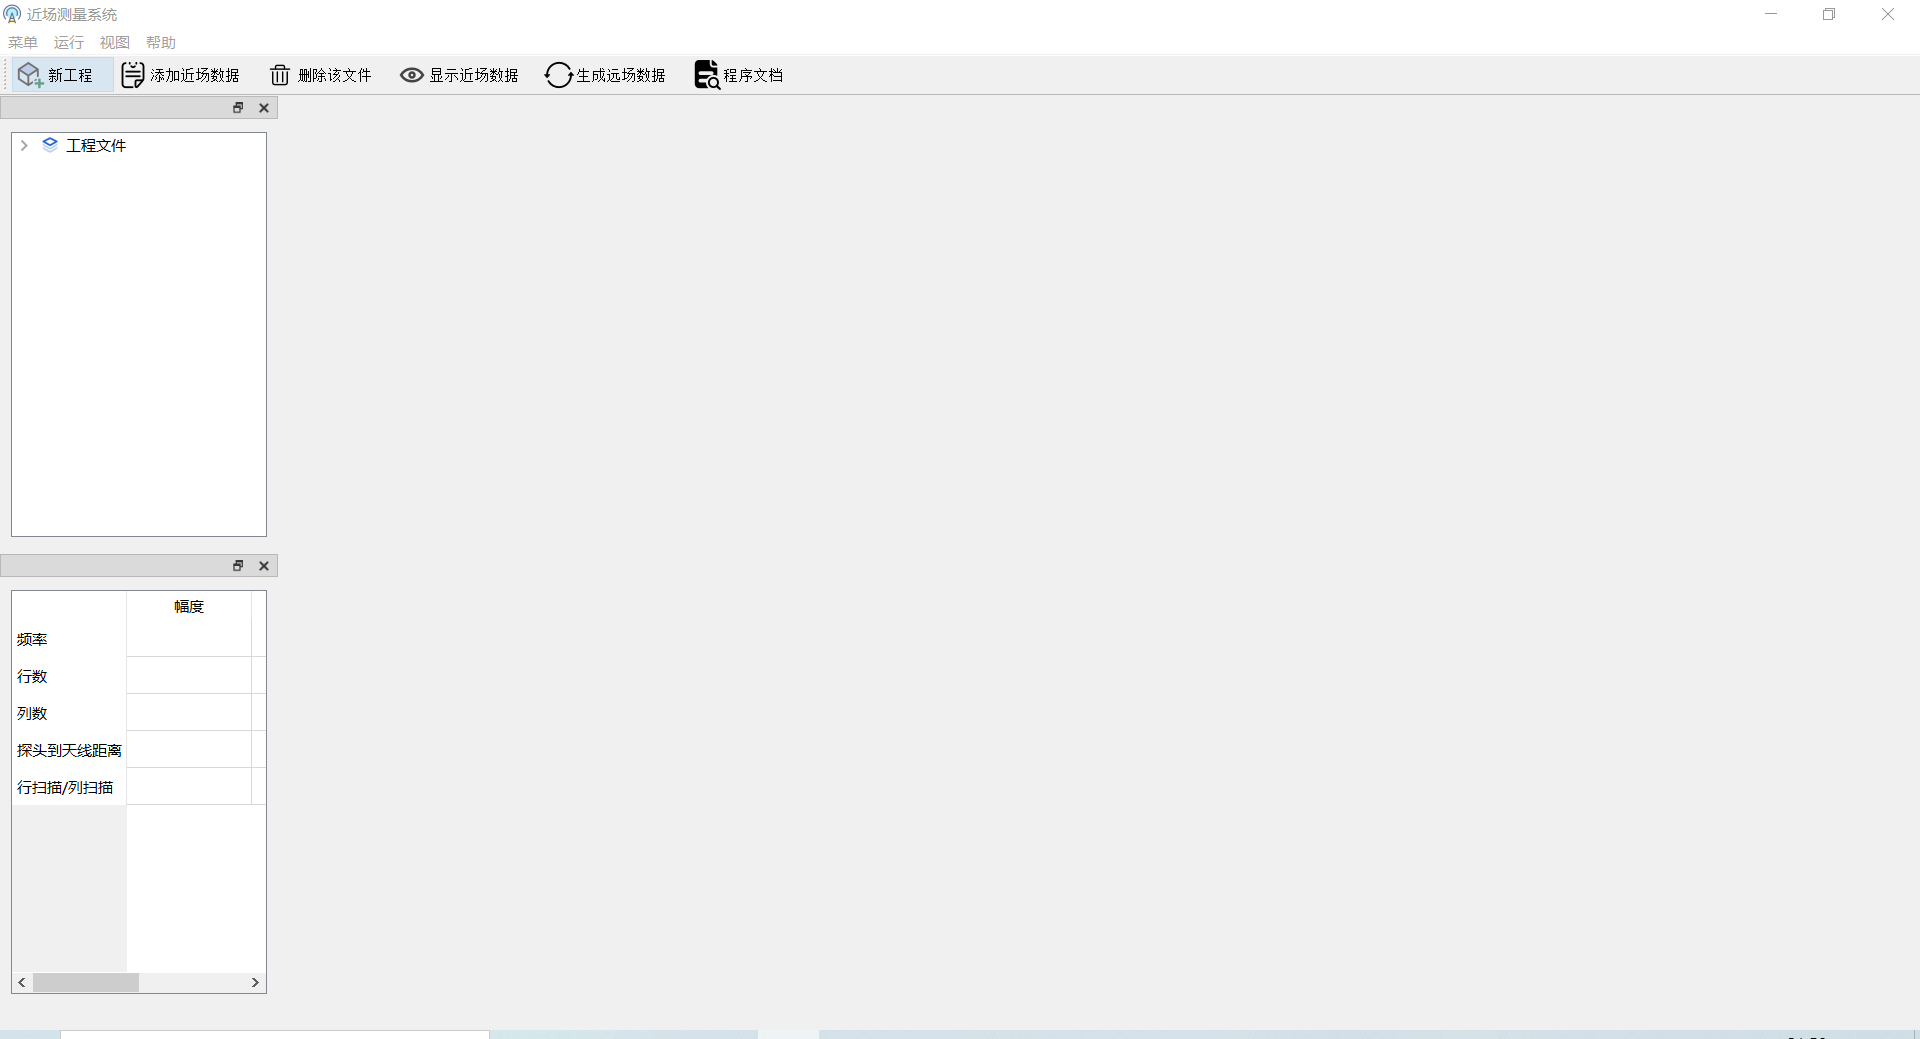 近场测量系统
菜单 运行 视图 帮助
新工程 添加近场数据 删除该文件 显示近场数据 生成远场数据 程序文档
工程文件
幅度
频率
行数
列数
探头到天线距离
行扫描/列扫描